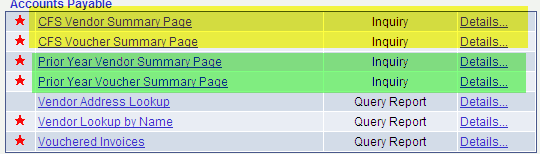 Accounts Payable
CFS Vendor Summary Page Inquiry Details...
CFS Voucher Summary Page Inquiry Details...
Prior Year Vendor Summary Page Inquiry Details...
Prior Year Voucher Summary Page Inquiry Details...
Vendor Address Lookup Query Report Details...
Vendor Lookup by Name Query Report Details...
Vouchered Invoices Query Report Details...